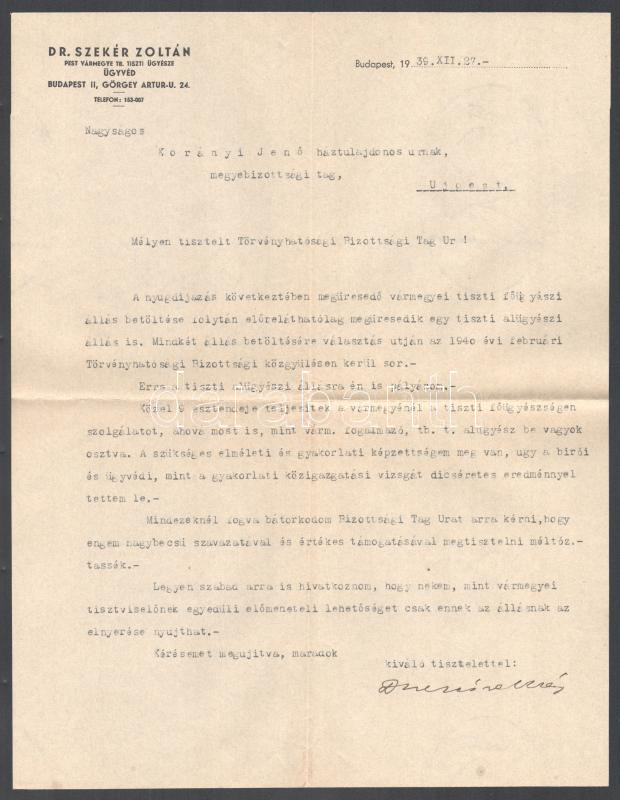 DR. SZEKÉR ZOLTÁN
PEST VÁRMEGYE TB. TISZTI ÜGYÉSZE
ÜGYVÉD
BUDAPEST II, GÖRGEY ARTUR-U. 24.
TELEFON: 153-007
Budapest, 19 39.XII.27.-
Nagyságos
Korányi Jenő háztulajdonos urnak,
megyebizottsági tag,
Ujpest.
Mélyen tisztelt Törvényhatósági Bizottsági Tag Ur !
A nyugdijazás következtében megüresedő vármegyei tiszti főügyészi
állás betöltése folytán előreláthatólag megüresedik egy tiszti alügyészi
állás is. Mindkét állás betöltésére választás utján az 1940 évi februári
Törvényhatósági Bizottsági közgyülésen kerül sor.-
Erre a tiszti alügyészi állásra én is pályázom.-
Közel 9 esztendeje teljesitek a vármegyénél a tiszti főügyészségen
szolgálatot, ahova most is, mint várm. fogalmazó, tb. t. alügyész be vagyok
osztva. A szükséges elméleti és gyakorlati képzettségem meg van, ugy a birói
és ügyvédi, mint a gyakorlati közigazgatási vizsgát dicséretes eredménnyel
tettem le.-
Mindezeknél fogva bátorkodom Bizottsági Tag Urat arra kérni,hogy
engem nagybecsü szavazatával és értékes támogatásával megtisztelni méltóz.-
tassék.-
Legyen szabad arra is hivatkoznom, hogy nekem, mint vármegyei
tisztviselőnek egyedüli előmeneteli lehetőséget csak ennek az állásnak az
elnyerése nyujthat.-
Kérésemet megujitva, maradok
kiváló tisztelettel:
darabanth